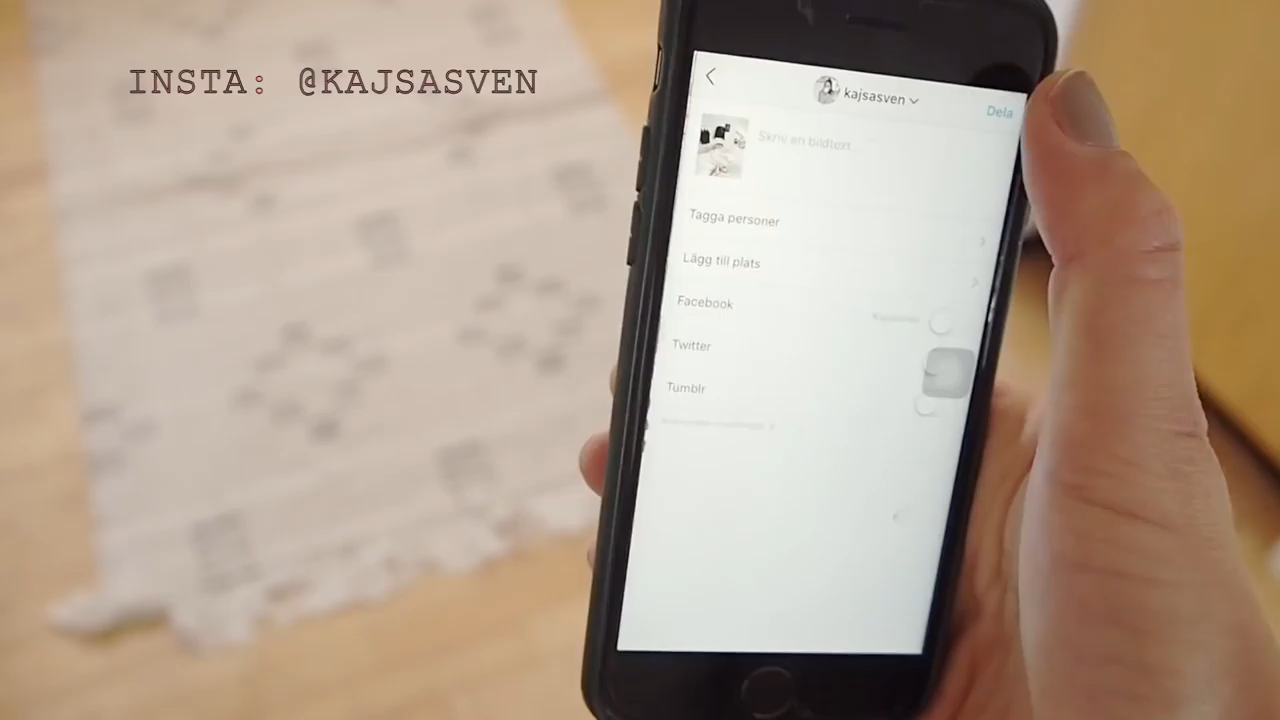 INSTA: @KAJSASVEN
kajsasven
Dela
Skriv en bildtext
Tagga personer
Lägg till plats
Facebook
Twitter
Tumblr